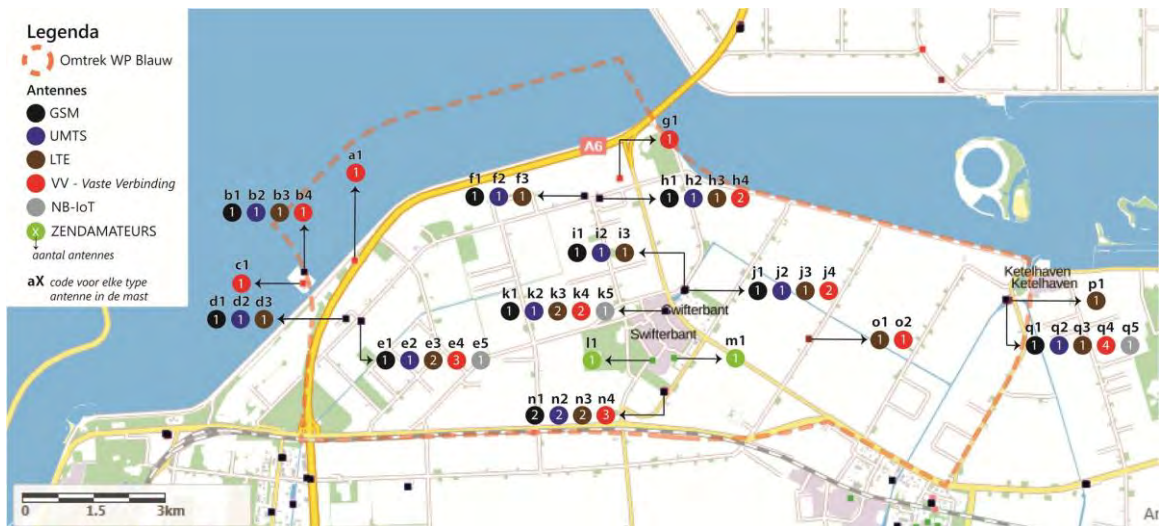 Legenda
Omtrek WP Blauw
Antennes
GSM
UMTS
LTE
VV - Vaste Verbinding
NB-IoT
X ZENDAMATEURS
aantal antennes
aX code voor elke type
antenne in de mast
A6
a1
1
b1 b2 b3 b4
1 1 1 1
c1
1
d1 d2 d3
1 1 1
e1 e2 e3 e4 e5
1 1 2 3 1
f1 f2 f3
1 1 1
g1
1
h1 h2 h3 h4
1 1 1 2
i1 i2 i3
1 1 1
j1 j2 j3 j4
1 1 1 2
k1 k2 k3 k4 k5
1 1 2 2 1
Swifterbant
Swifterbant
l1
1
m1
1
n1 n2 n3 n4
2 2 2 3
o1 o2
1 1
Ketelhaven
Ketelhaven
p1
1
q1 q2 q3 q4 q5
1 1 1 4 1
0 1.5 3km